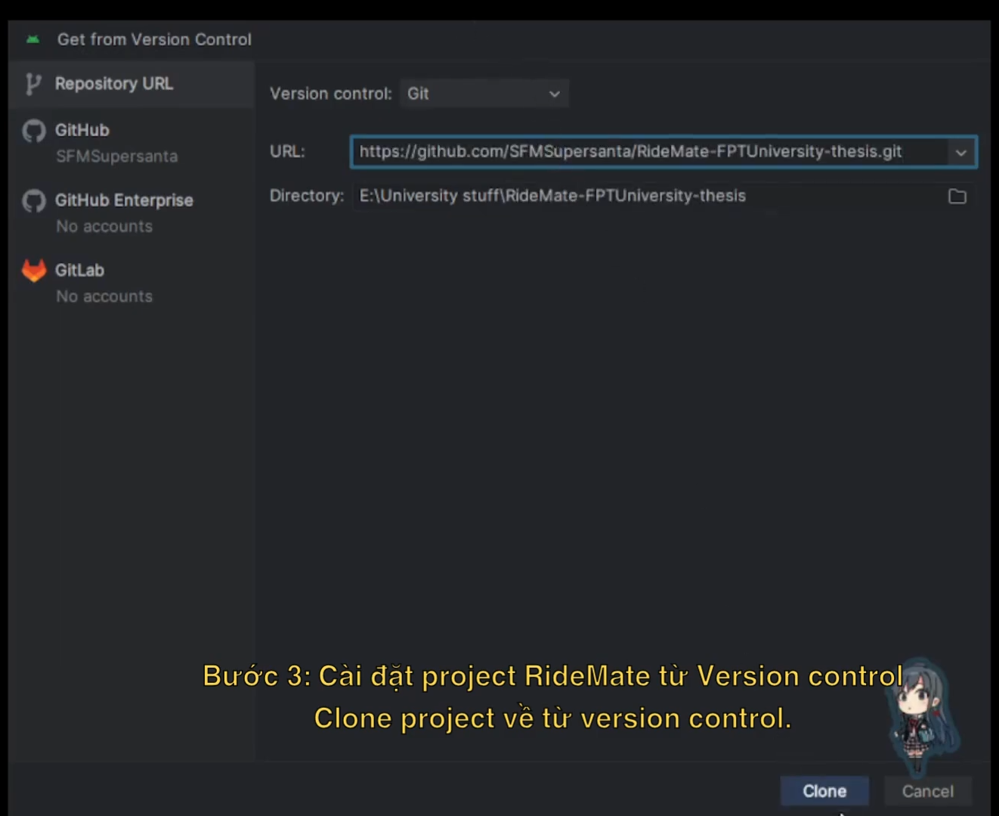 Get from Version Control
Repository URL
GitHub
SFMSupersanta
GitHub Enterprise
No accounts
GitLab
No accounts
Version control: Git
URL: https://github.com/SFMSupersanta/RideMate-FPTUniversity-thesis.git
Directory: E:\University stuff\RideMate-FPTUniversity-thesis
Bước 3: Cài đặt project RideMate từ Version control
Clone project về từ version control.
Clone Cancel